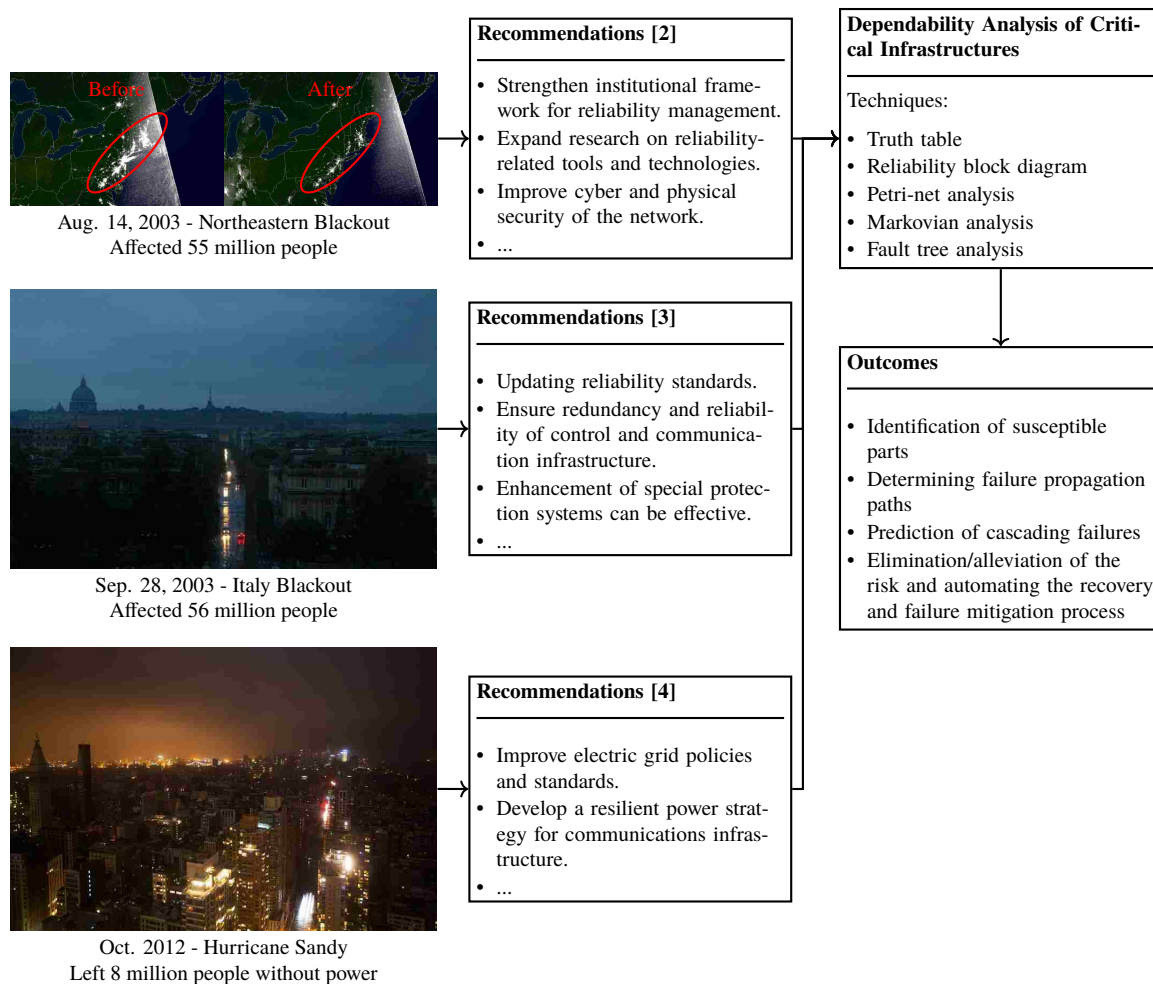 Before
After
Aug. 14, 2003 - Northeastern Blackout
Affected 55 million people
Recommendations [2]
• Strengthen institutional frame-
work for reliability management.
• Expand research on reliability-
related tools and technologies.
• Improve cyber and physical
security of the network.
• ...
Sep. 28, 2003 - Italy Blackout
Affected 56 million people
Recommendations [3]
• Updating reliability standards.
• Ensure redundancy and reliabil-
ity of control and communica-
tion infrastructure.
• Enhancement of special protec-
tion systems can be effective.
• ...
Oct. 2012 - Hurricane Sandy
Left 8 million people without power
Recommendations [4]
• Improve electric grid policies
and standards.
• Develop a resilient power strat-
egy for communications infras-
tructure.
• ...
Dependability Analysis of Criti-
cal Infrastructures
Techniques:
• Truth table
• Reliability block diagram
• Petri-net analysis
• Markovian analysis
• Fault tree analysis
Outcomes
• Identification of susceptible
parts
• Determining failure propagation
paths
• Prediction of cascading failures
• Elimination/alleviation of the
risk and automating the recovery
and failure mitigation process